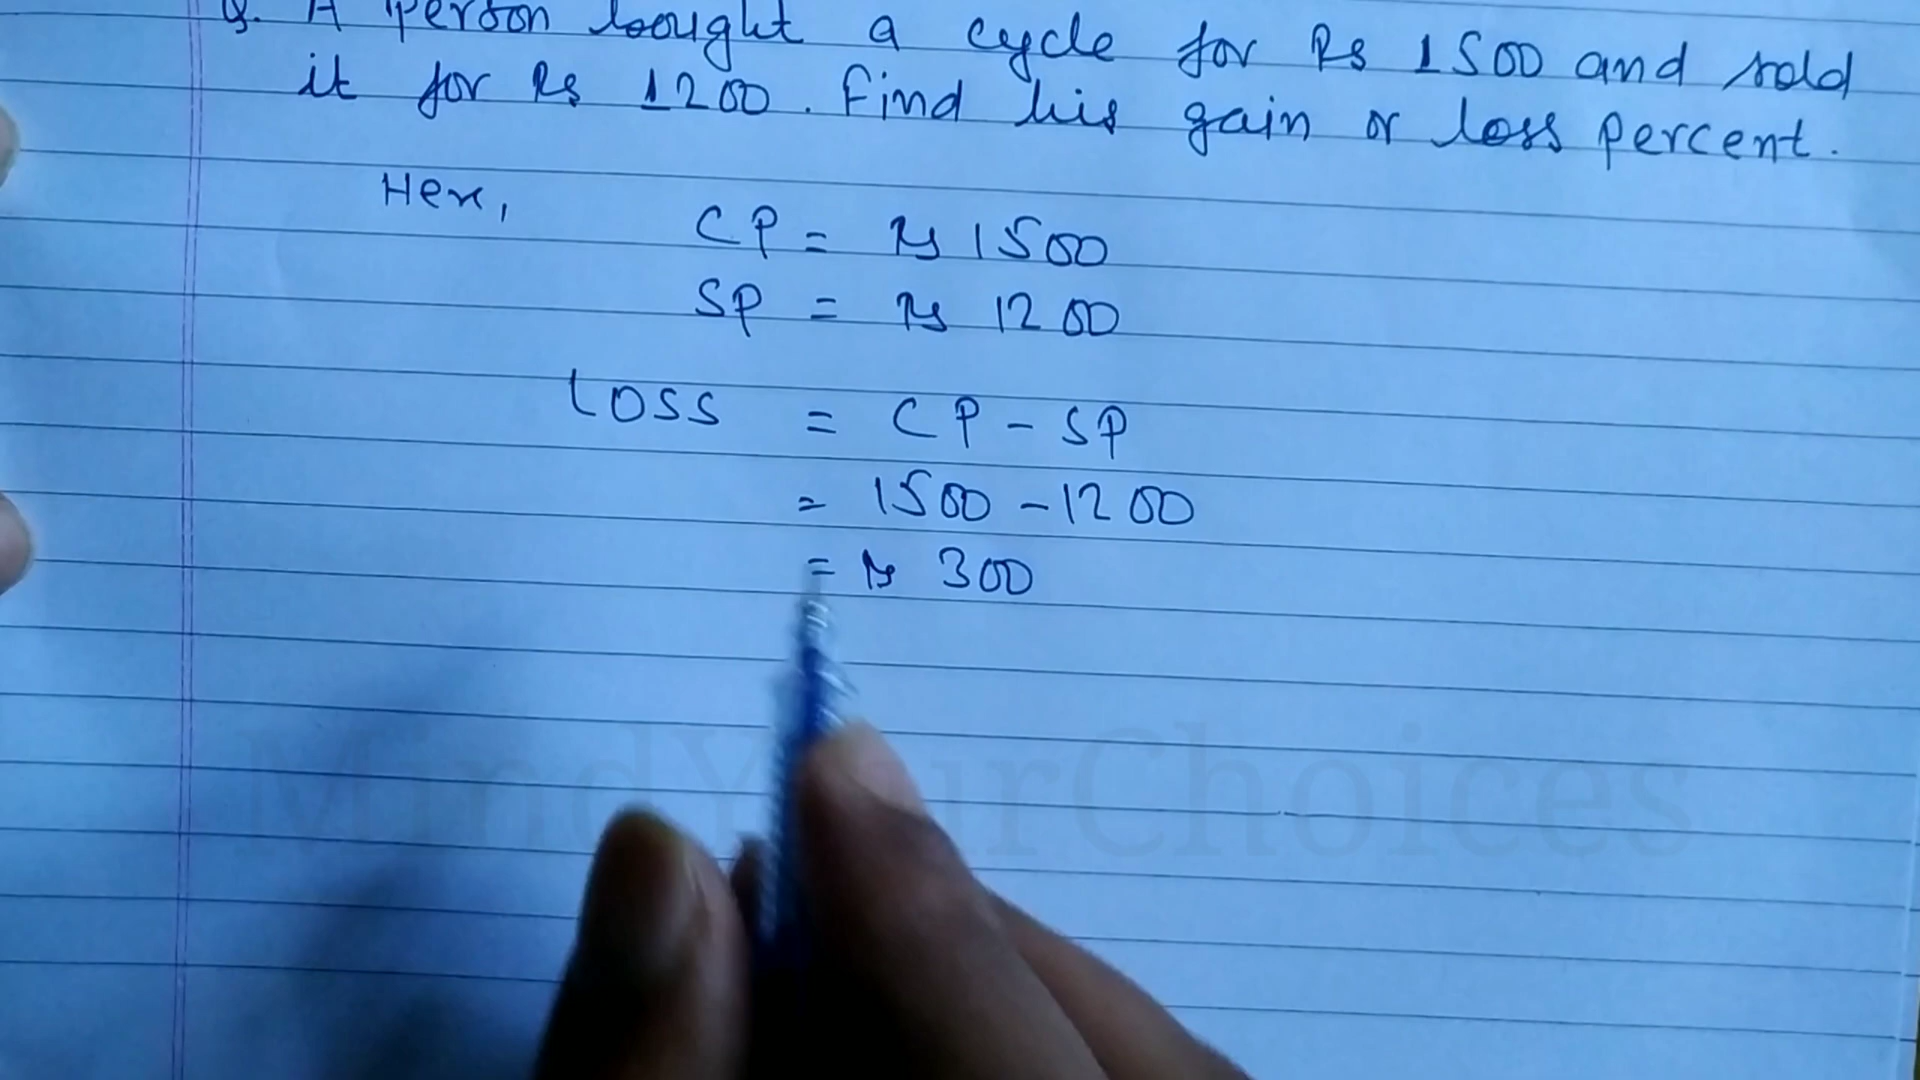 Q. A person bought a cycle for Rs 1500 and sold
it for Rs 1200. Find his gain or loss percent.
Here,
CP = Rs 1500
SP = Rs 1200
LOSS = CP - SP
= 1500 - 1200
= Rs 300
MindYourChoices